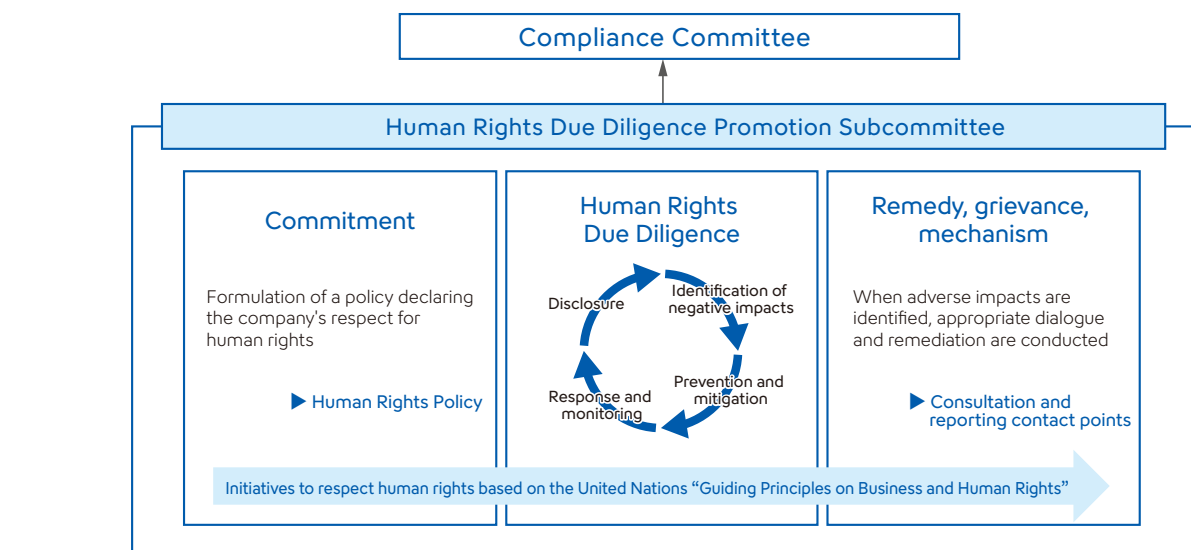 Compliance Committee
Human Rights Due Diligence Promotion Subcommittee
Commitment
Formulation of a policy declaring
the company's respect for
human rights
▶ Human Rights Policy
Human Rights
Due Diligence
Disclosure
Identification of
negative impacts
Prevention and
mitigation
Response and
monitoring
Remedy, grievance,
mechanism
When adverse impacts are
identified, appropriate dialogue
and remediation are conducted
▶ Consultation and
reporting contact points
Initiatives to respect human rights based on the United Nations “Guiding Principles on Business and Human Rights”